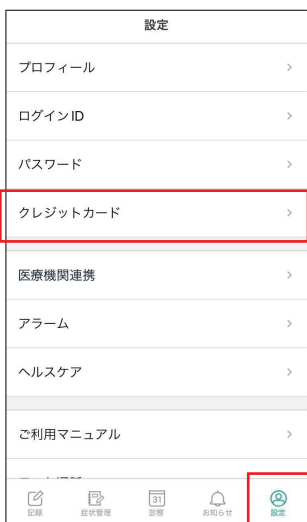 設定
プロフィール
ログインID
パスワード
クレジットカード
医療機関連携
アラーム
ヘルスケア
ご利用マニュアル
31
記録
症状管理
診察
お知らせ
設定